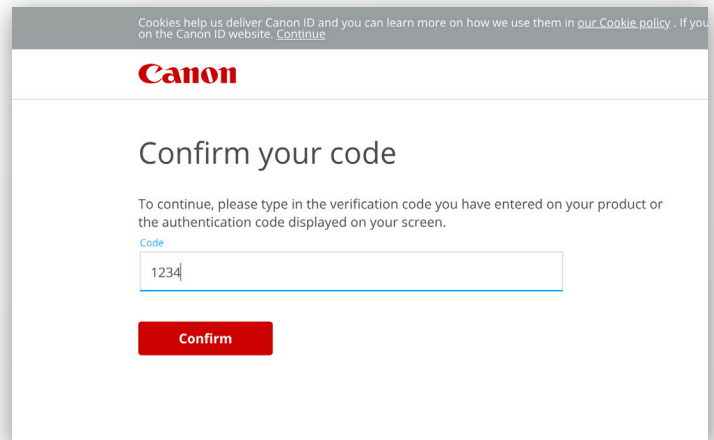 Cookies help us deliver Canon ID and you can learn more on how we use them in our Cookie policy . If you
on the Canon ID website. Continue
Canon
Confirm your code
To continue, please type in the verification code you have entered on your product or
the authentication code displayed on your screen.
Code
1234
Confirm